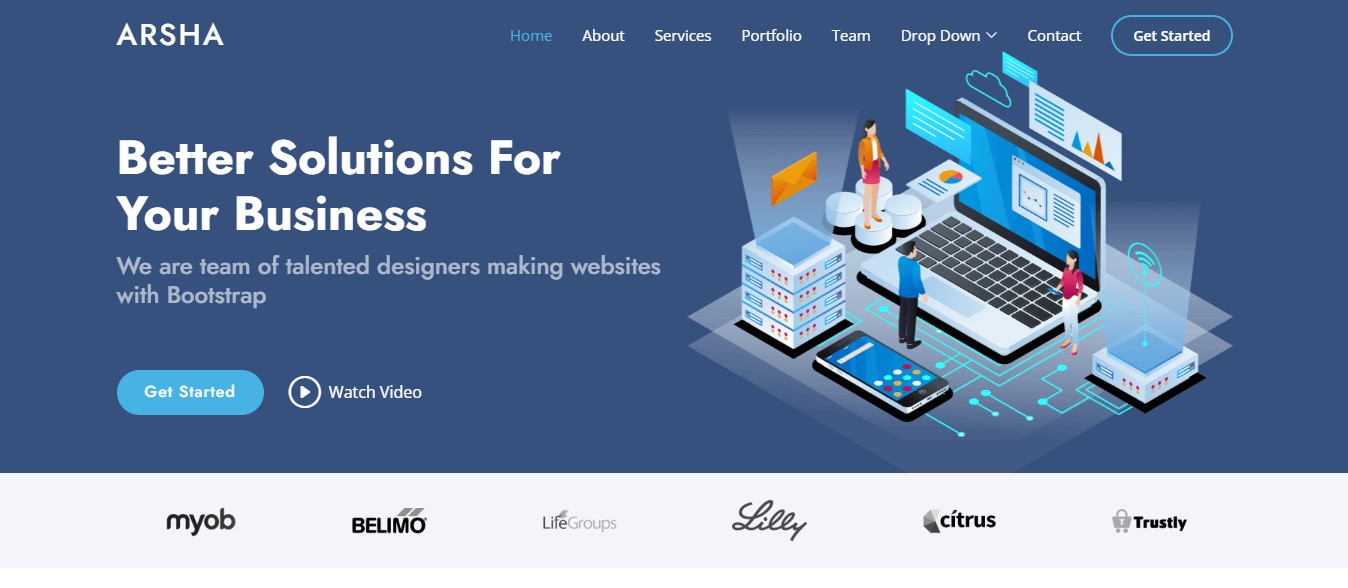 ARSHA
Home About Services Portfolio Team Drop Down Contact Get Started
Better Solutions For
Your Business
We are team of talented designers making websites
with Bootstrap
Get Started Watch Video
myob BELIMO LifeGroups Lilly cítrus Trustly